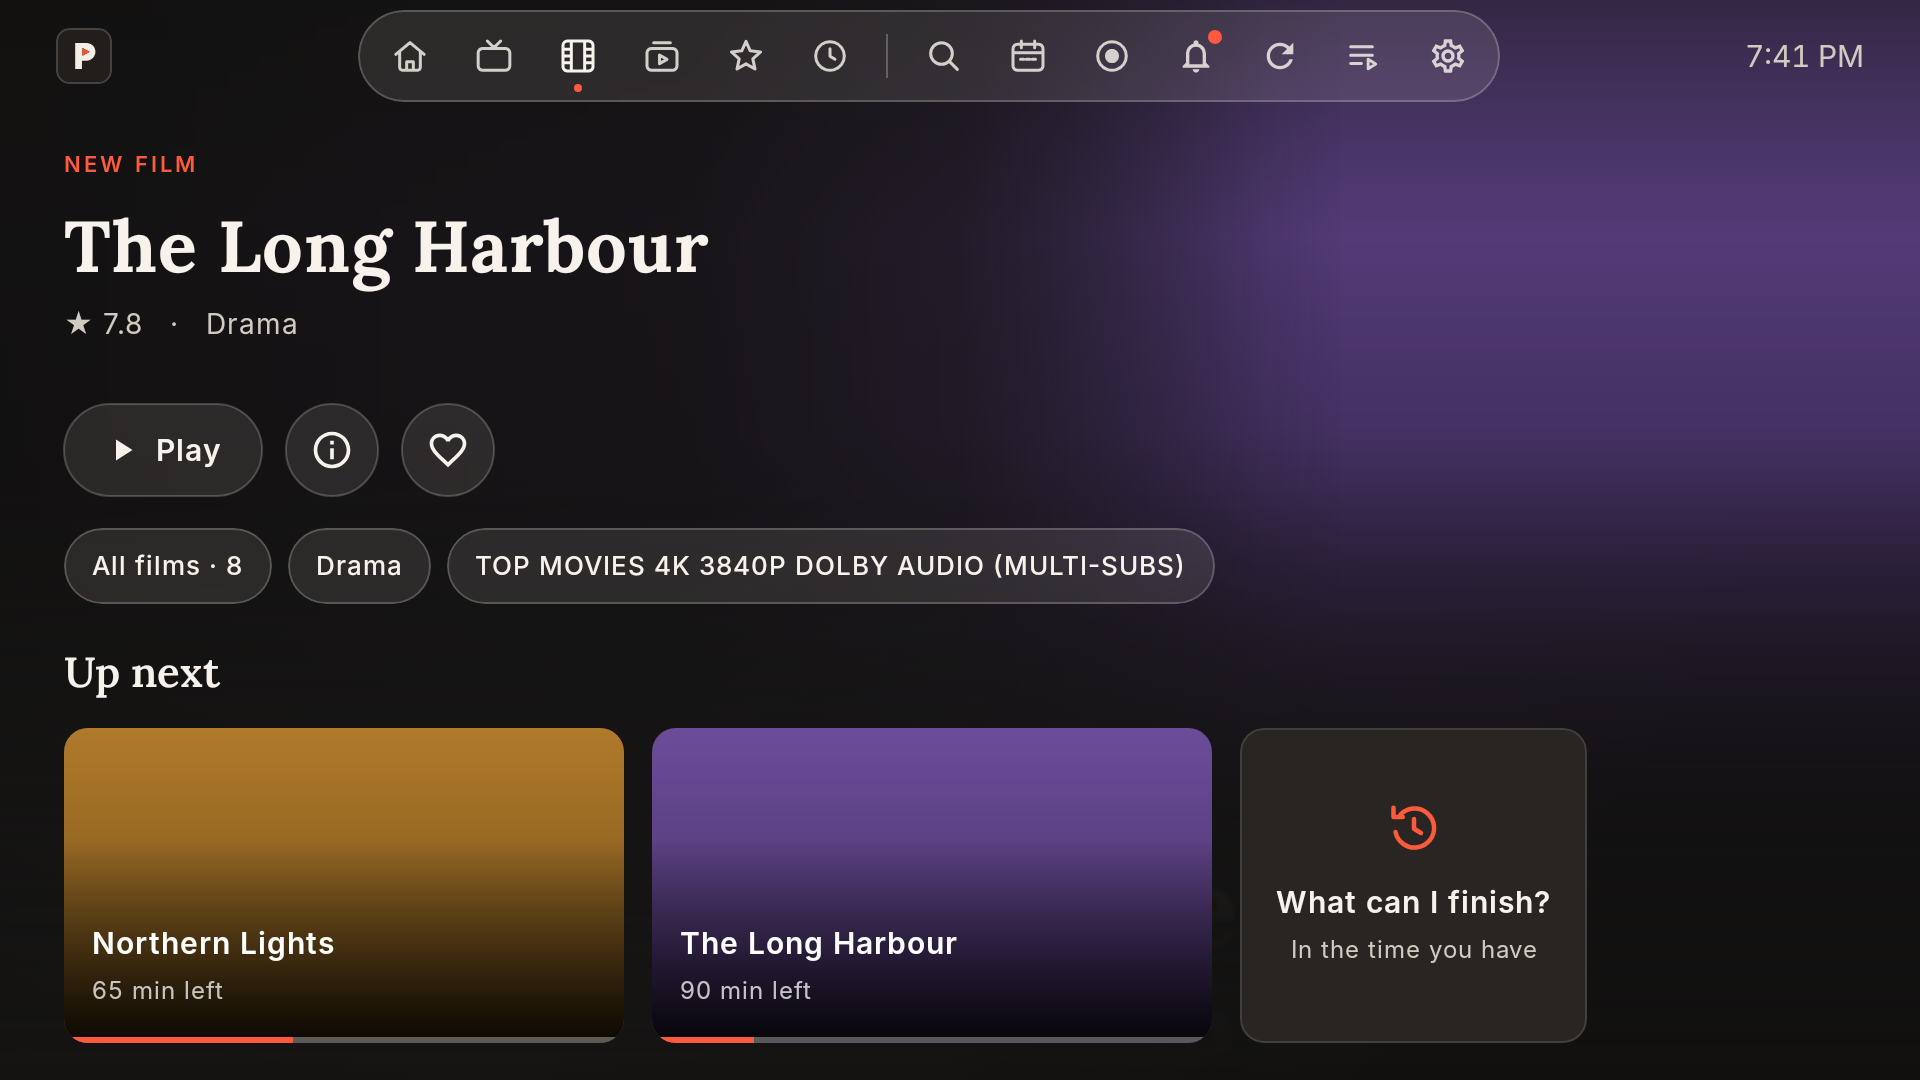 P
7:41 PM
NEW FILM
The Long Harbour
★ 7.8 · Drama
Play
All films · 8
Drama
TOP MOVIES 4K 3840P DOLBY AUDIO (MULTI-SUBS)
Up next
Northern Lights
65 min left
The Long Harbour
90 min left
What can I finish?
In the time you have